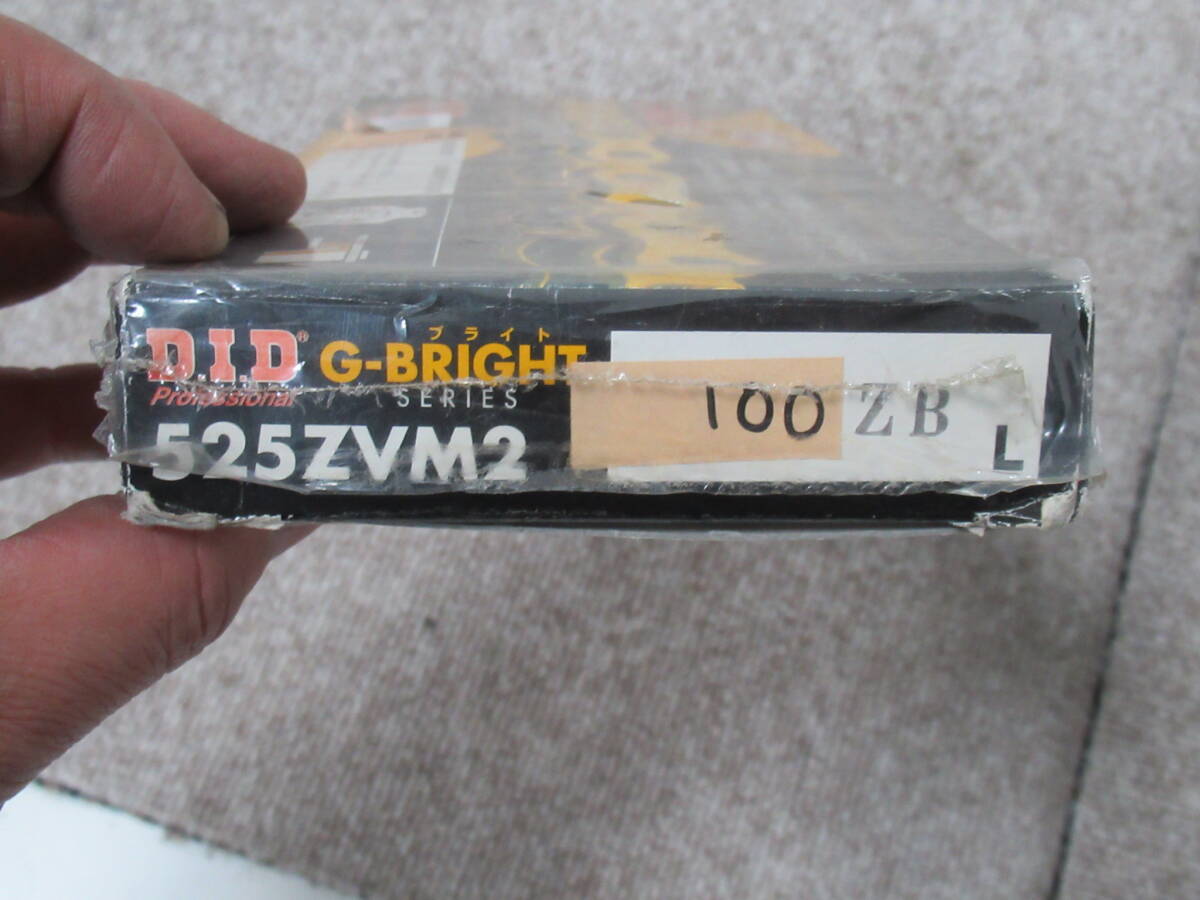 D.I.D®
Professional
ブライト
G-BRIGHT
SERIES
525ZVM2
100 ZB
L